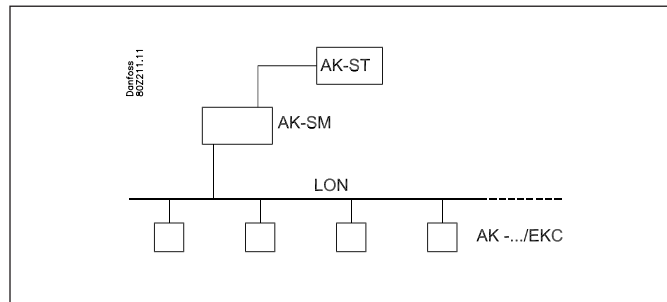 Danfoss
80Z211.11
AK-ST
AK-SM
LON
AK -.../EKC